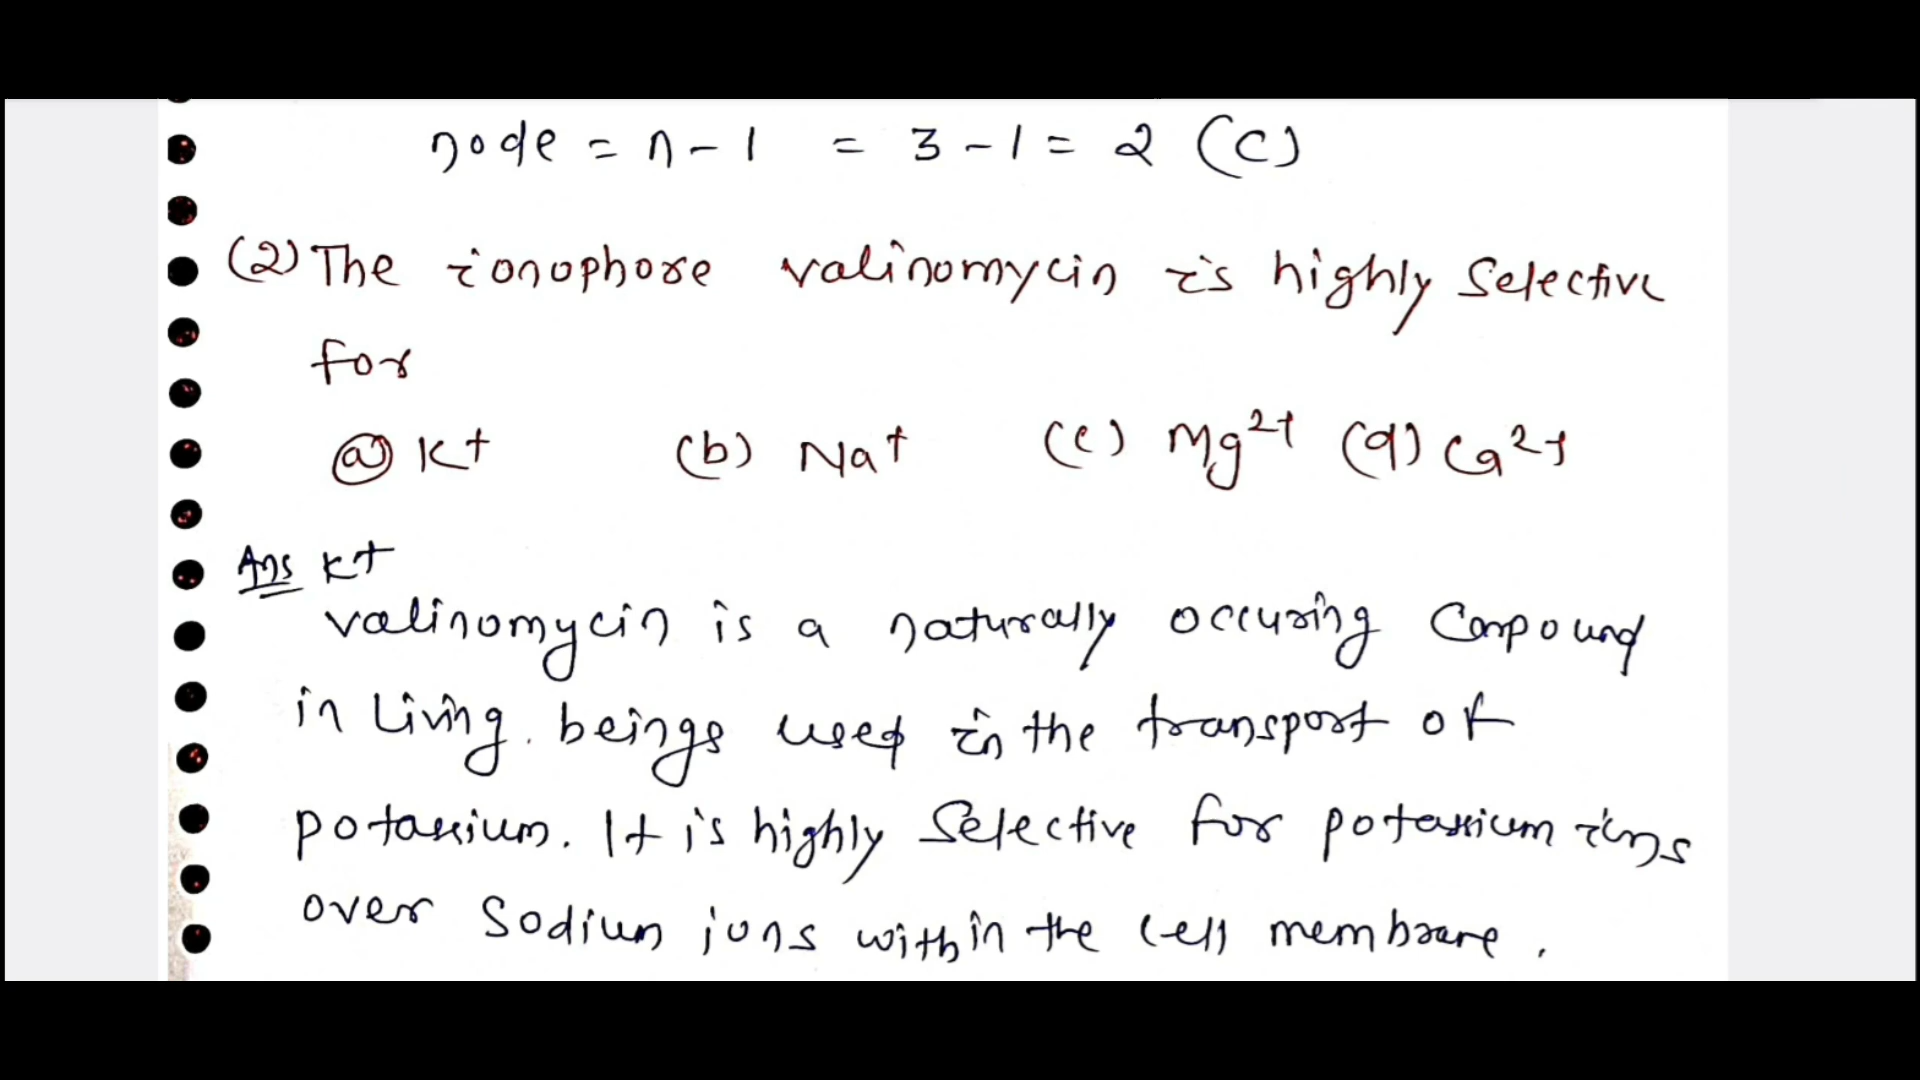 node = n - 1 = 3 - 1 = 2 (C)
(2) The ionophore valinomycin is highly Selective
for
(a) K+ (b) Na+ (c) Mg2+ (d) Ca2+
Ans K+
valinomycin is a naturally occuring Compound
in Living beings used in the transport of
potassium. It is highly Selective for potassium ions
over Sodium ions within the cell membrane.